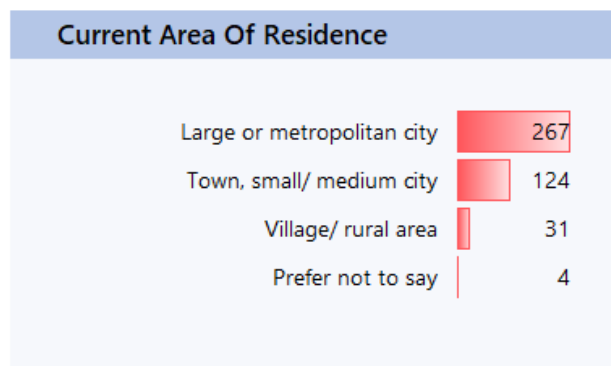 Current Area Of Residence
Large or metropolitan city 267
Town, small/ medium city 124
Village/ rural area 31
Prefer not to say 4